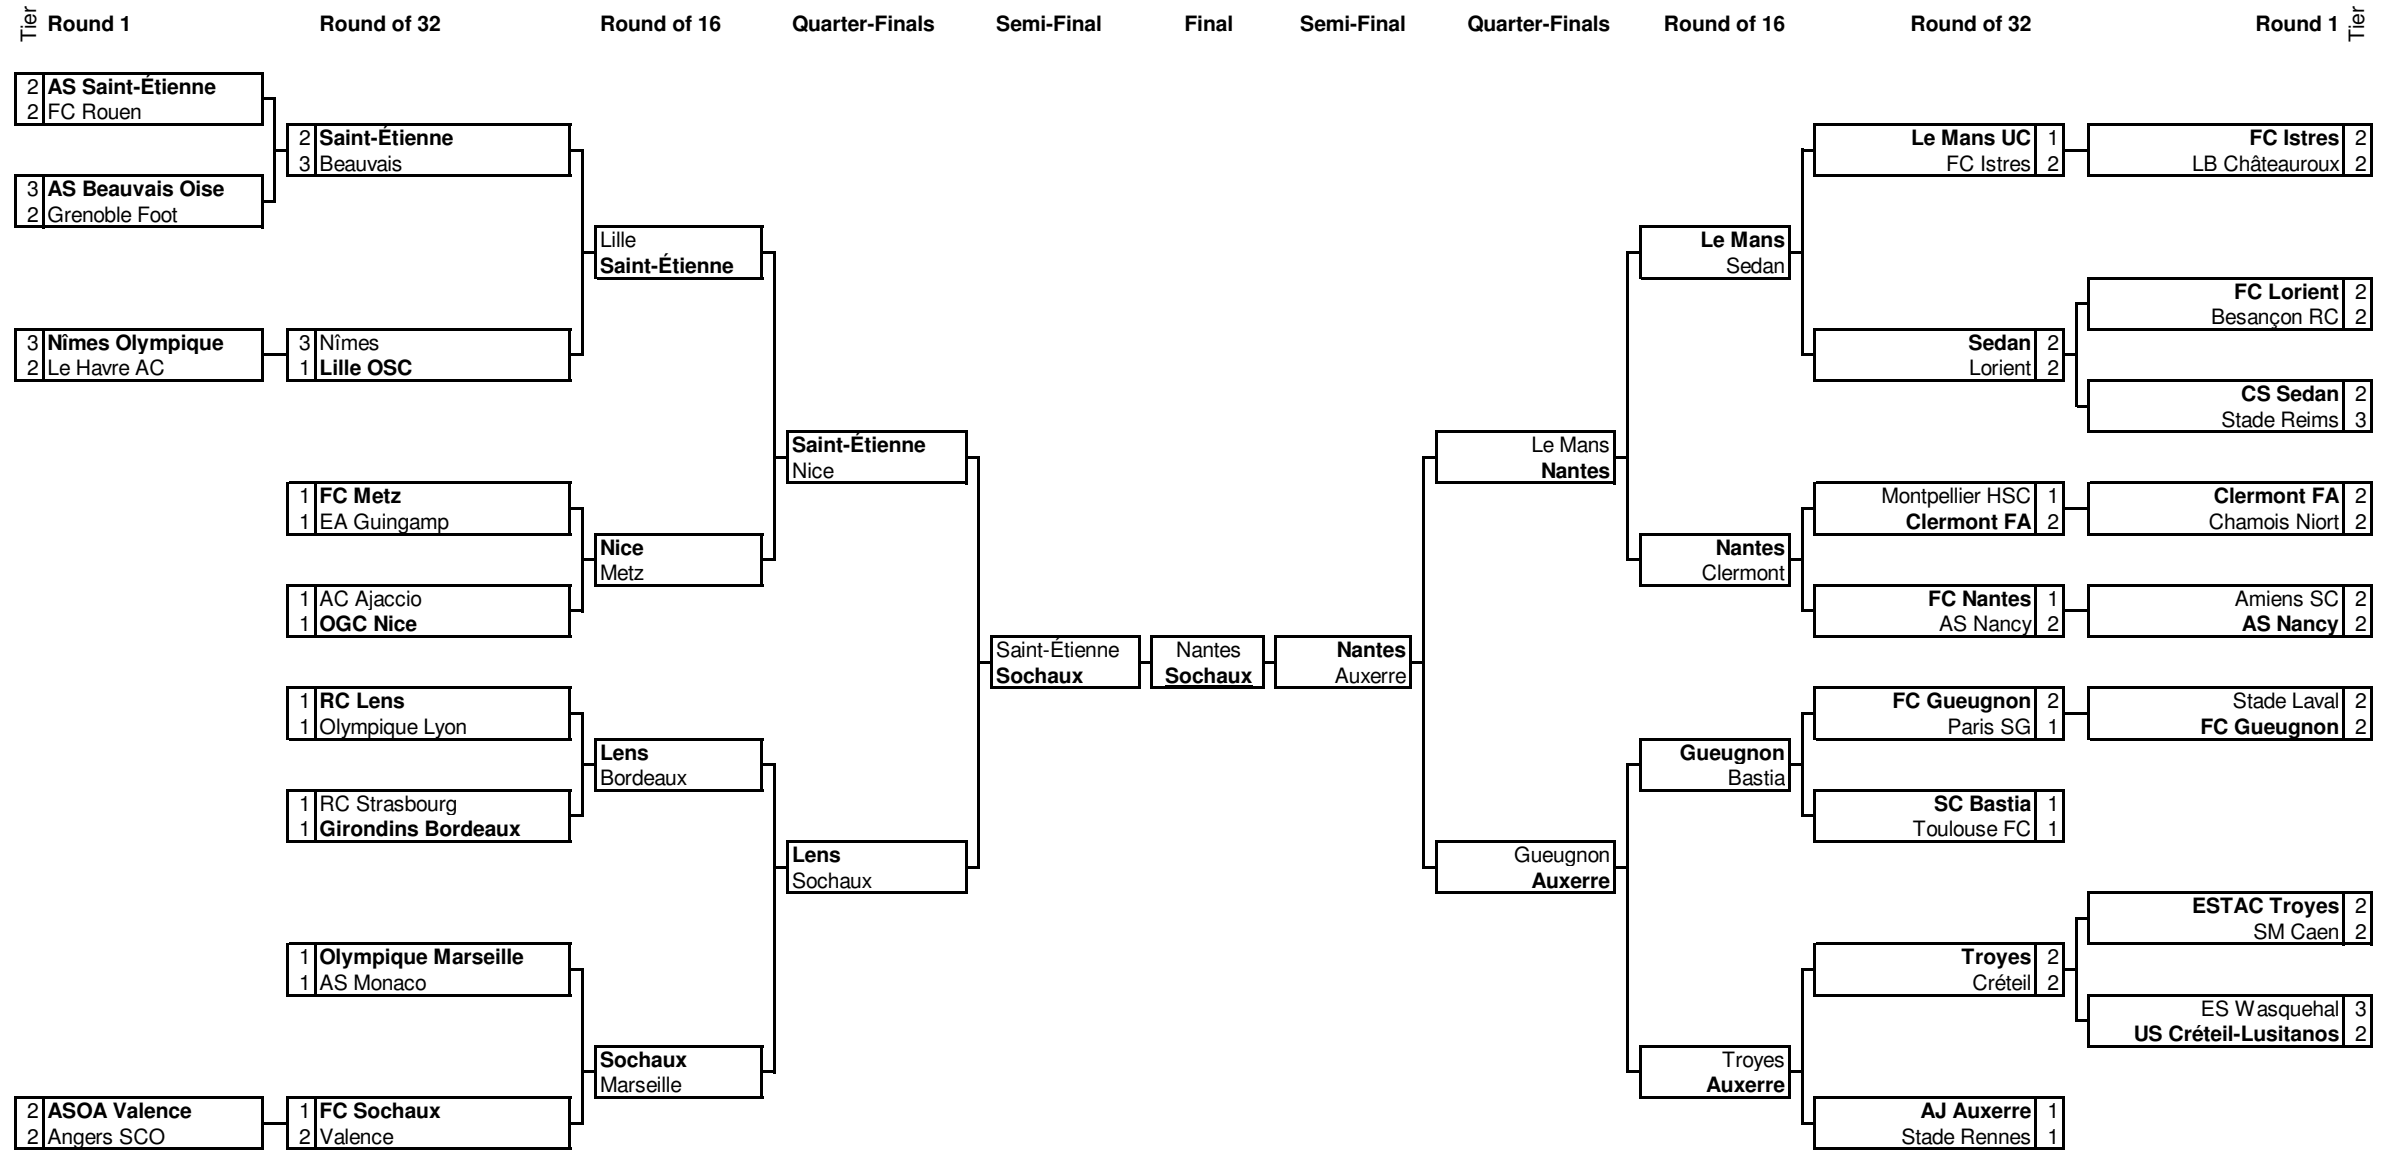 Tier Round 1 Round of 32 Round of 16 Quarter-Finals Semi-Final Final Semi-Final Quarter-Finals Round of 16 Round of 32 Round 1 Tier
2 AS Saint-Étienne
2 FC Rouen
3 AS Beauvais Oise
2 Grenoble Foot
3 Nîmes Olympique
2 Le Havre AC
2 ASOA Valence
2 Angers SCO
2 Saint-Étienne
3 Beauvais
3 Nîmes
1 Lille OSC
1 FC Metz
1 EA Guingamp
1 AC Ajaccio
1 OGC Nice
1 RC Lens
1 Olympique Lyon
1 RC Strasbourg
1 Girondins Bordeaux
1 Olympique Marseille
1 AS Monaco
1 FC Sochaux
2 Valence
Lille
Saint-Étienne
Nice
Metz
Lens
Bordeaux
Sochaux
Marseille
Saint-Étienne
Nice
Lens
Sochaux
Saint-Étienne
Sochaux
Nantes
Sochaux
Nantes
Auxerre
Le Mans
Nantes
Gueugnon
Auxerre
Le Mans
Sedan
Nantes
Clermont
Gueugnon
Bastia
Troyes
Auxerre
Le Mans UC 1
FC Istres 2
Sedan 2
Lorient 2
Montpellier HSC 1
Clermont FA 2
FC Nantes 1
AS Nancy 2
FC Gueugnon 2
Paris SG 1
SC Bastia 1
Toulouse FC 1
Troyes 2
Créteil 2
AJ Auxerre 1
Stade Rennes 1
FC Istres 2
LB Châteauroux 2
FC Lorient 2
Besançon RC 2
CS Sedan 2
Stade Reims 3
Clermont FA 2
Chamois Niort 2
Amiens SC 2
AS Nancy 2
Stade Laval 2
FC Gueugnon 2
ESTAC Troyes 2
SM Caen 2
ES Wasquehal 3
US Créteil-Lusitanos 2